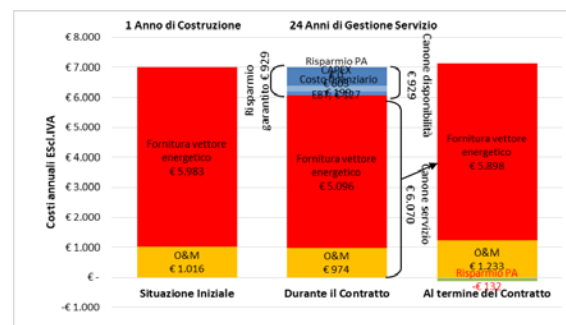 1 Anno di Costruzione
24 Anni di Gestione Servizio
Costi annuali EScl.IVA
€ 8.000
€ 7.000
€ 6.000
€ 5.000
€ 4.000
€ 3.000
€ 2.000
€ 1.000
€ -
-€ 1.000
Fornitura vettore
energetico
€ 5.983
O&M
€ 1.016
Situazione Iniziale
Risparmio
garantito € 929
Risparmio PA
CAPEX
Costo
Fornitura vettore
energetico
€ 5.096
O&M
€ 974
Durante il Contratto
€ 929
Canone disponibilità
€ 6.070
Canone servizio
Fornitura vettore
energetico
€ 5.898
O&M
€ 1.233
Risparmio PA
-€ 132
Al termine del Contratto